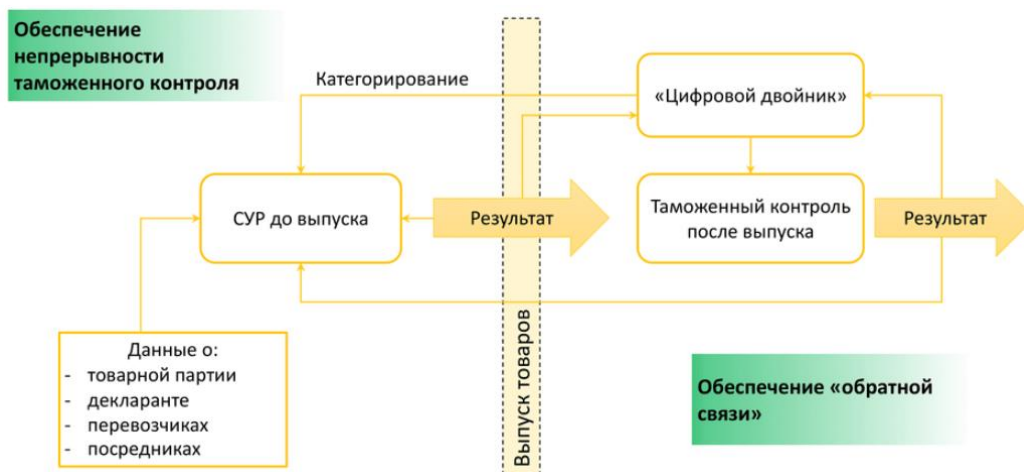 Обеспечение
непрерывности
таможенного контроля
Категорирование
«Цифровой двойник»
СУР до выпуска
Результат
Таможенный контроль
после выпуска
Результат
Данные о:
- товарной партии
- декларанте
- перевозчиках
- посредниках
Выпуск товаров
Обеспечение «обратной
связи»